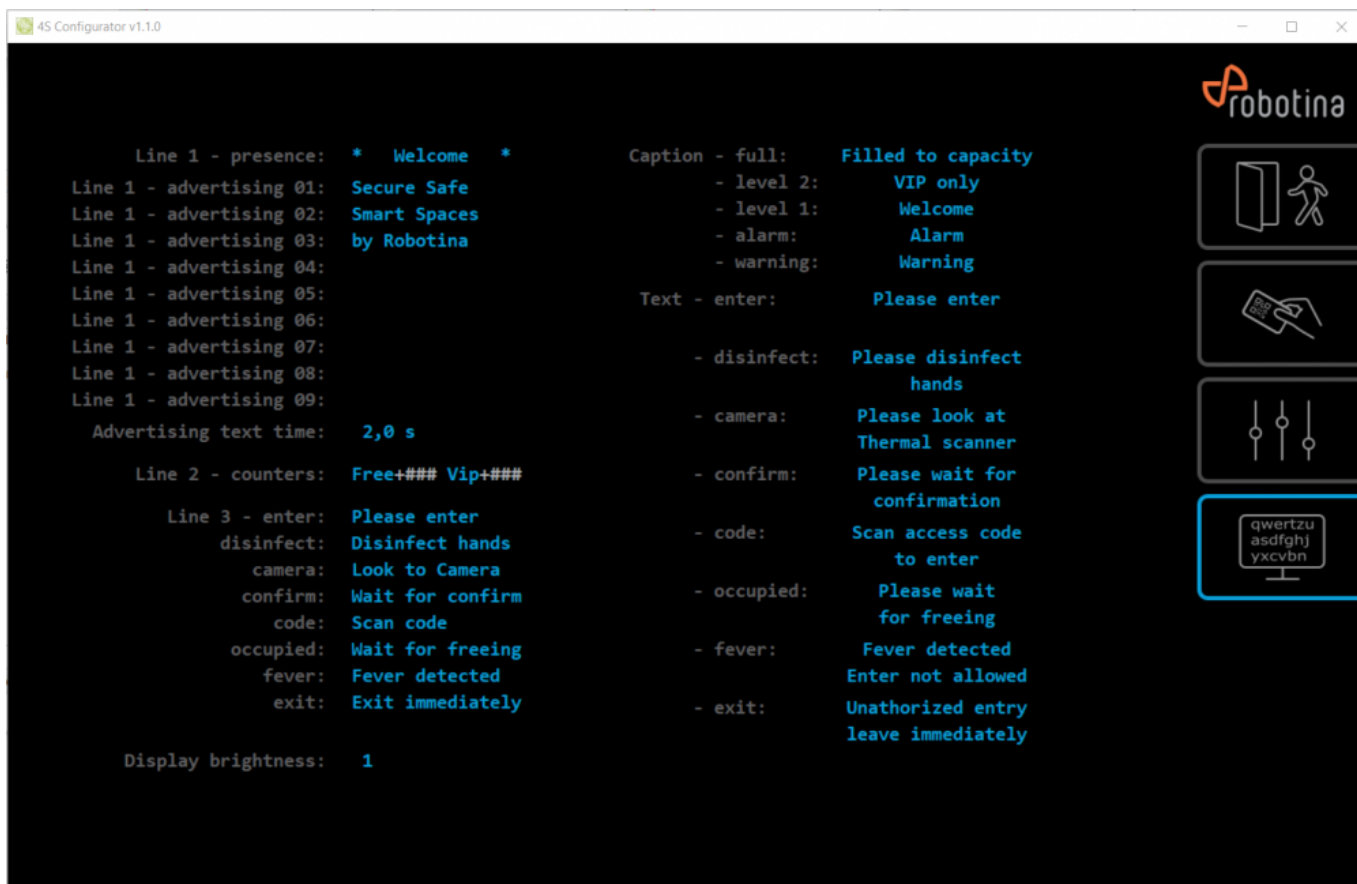 4S Configurator v1.1.0
robotina
Line 1 - presence: * Welcome *
Line 1 - advertising 01: Secure Safe
Line 1 - advertising 02: Smart Spaces
Line 1 - advertising 03: by Robotina
Line 1 - advertising 04:
Line 1 - advertising 05:
Line 1 - advertising 06:
Line 1 - advertising 07:
Line 1 - advertising 08:
Line 1 - advertising 09:
Advertising text time: 2,0 s
Line 2 - counters: Free+### Vip+###
Line 3 - enter: Please enter
disinfect: Disinfect hands
camera: Look to Camera
confirm: Wait for confirm
code: Scan code
occupied: Wait for freeing
fever: Fever detected
exit: Exit immediately
Display brightness: 1
Caption - full: Filled to capacity
- level 2: VIP only
- level 1: Welcome
- alarm: Alarm
- warning: Warning
Text - enter: Please enter
- disinfect: Please disinfect
hands
- camera: Please look at
Thermal scanner
- confirm: Please wait for
confirmation
- code: Scan access code
to enter
- occupied: Please wait
for freeing
- fever: Fever detected
Enter not allowed
- exit: Unathorized entry
leave immediately
qwertzu
asdfghj
yxcvbn